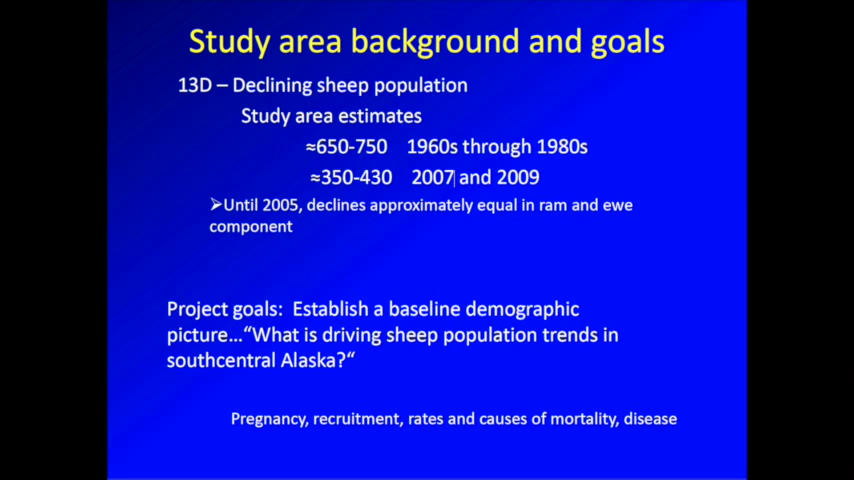 Study area background and goals
13D – Declining sheep population
Study area estimates
≈650-750 1960s through 1980s
≈350-430 2007 and 2009
➢Until 2005, declines approximately equal in ram and ewe
component
Project goals: Establish a baseline demographic
picture…“What is driving sheep population trends in
southcentral Alaska?“
Pregnancy, recruitment, rates and causes of mortality, disease